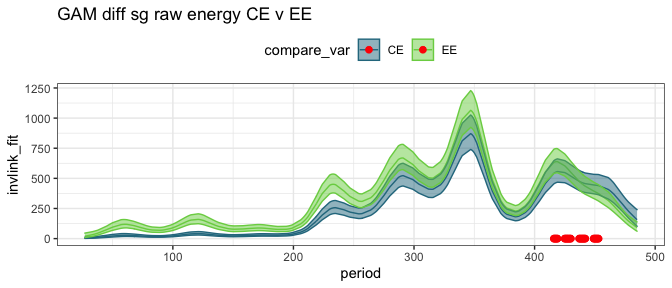 GAM diff sg raw energy CE v EE
compare_var CE EE
1250
1000
750
500
250
0
invlink_fit
100 200 300 400 500
period